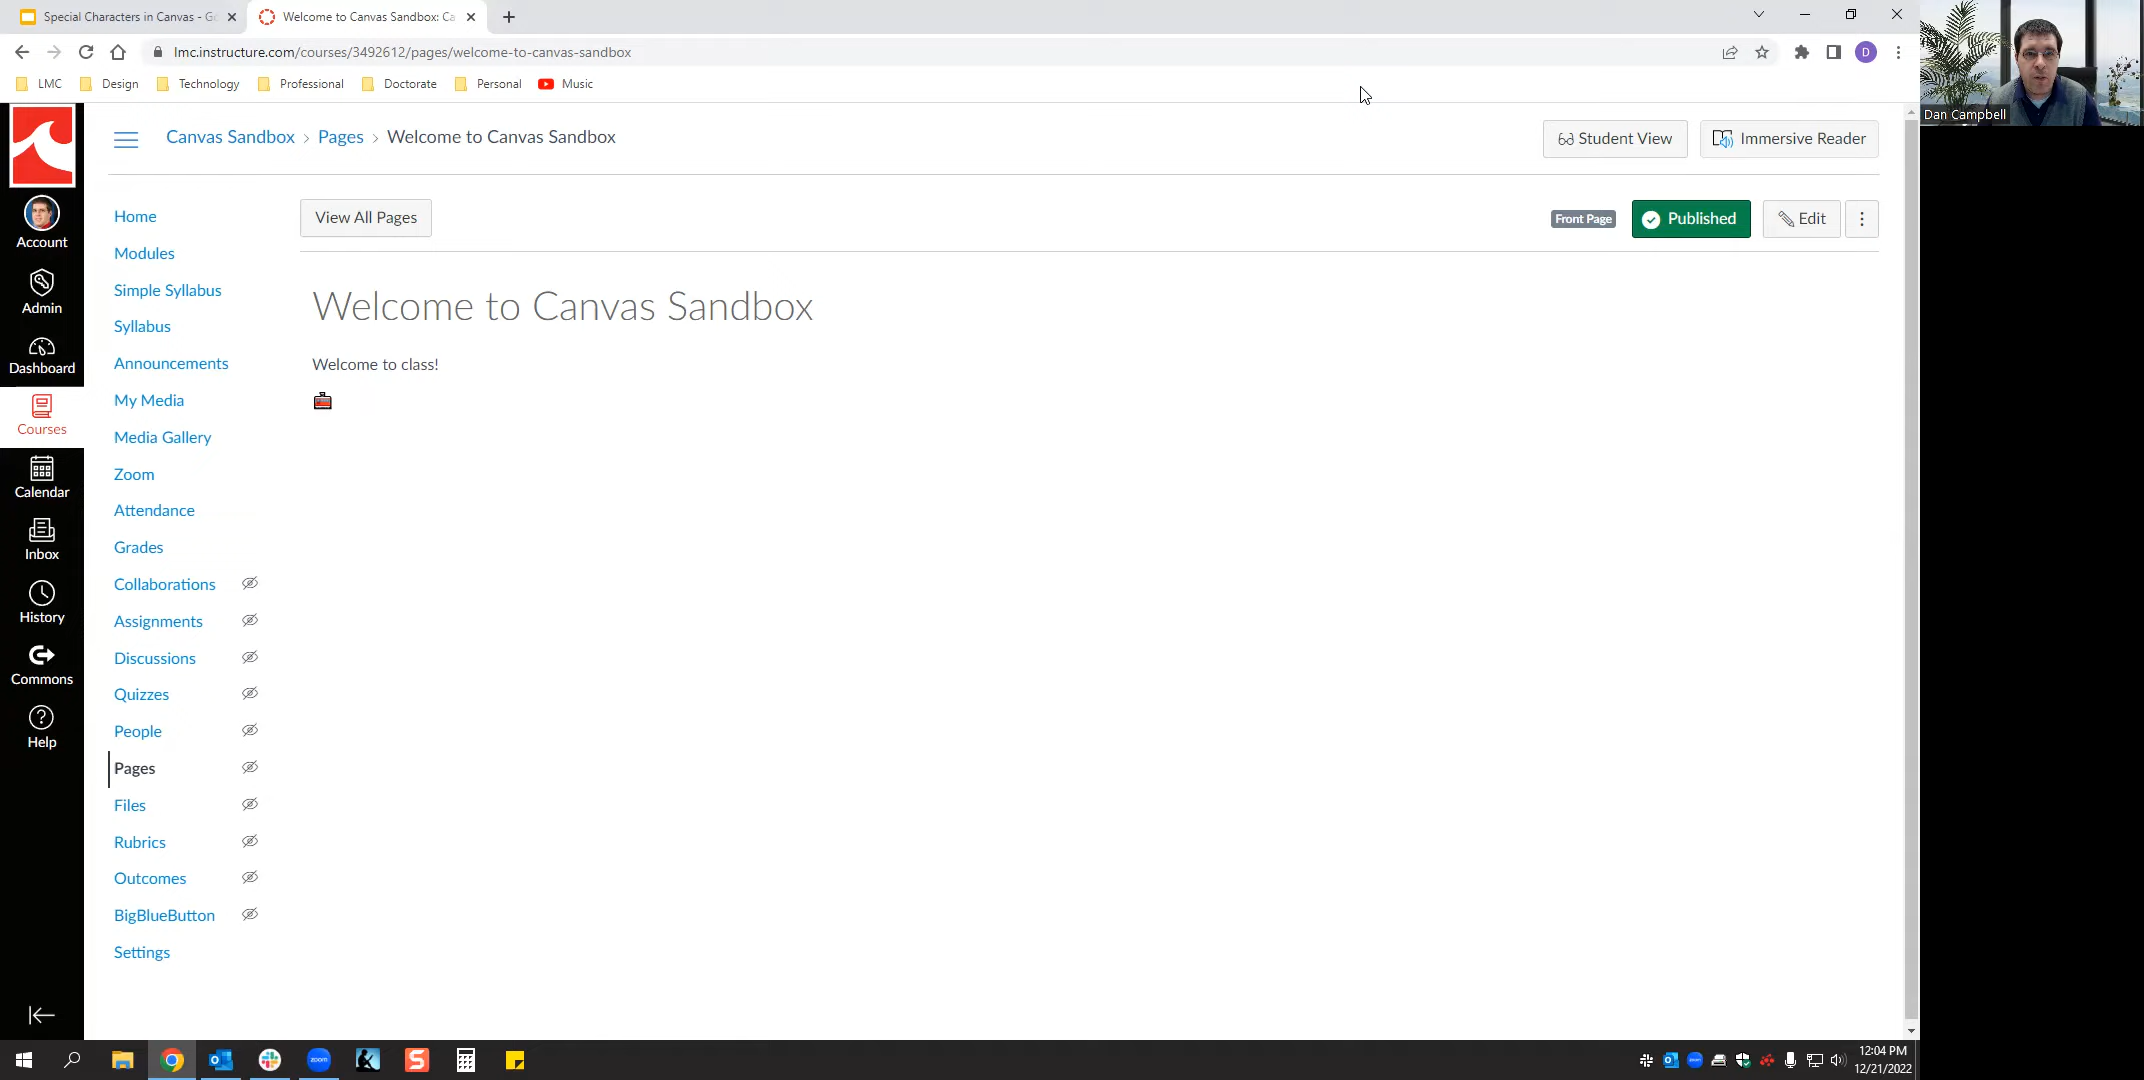 Special Characters in Canvas - G
Welcome to Canvas Sandbox: Ca
lmc.instructure.com/courses/3492612/pages/welcome-to-canvas-sandbox
D
LMC
Design
Technology
Professional
Doctorate
Personal
Music
Dan Campbell
Canvas Sandbox › Pages › Welcome to Canvas Sandbox
Student View
Immersive Reader
Account
Admin
Dashboard
Courses
Calendar
Inbox
History
Commons
Help
Home
Modules
Simple Syllabus
Syllabus
Announcements
My Media
Media Gallery
Zoom
Attendance
Grades
Collaborations
Assignments
Discussions
Quizzes
People
Pages
Files
Rubrics
Outcomes
BigBlueButton
Settings
View All Pages
Front Page
Published
Edit
Welcome to Canvas Sandbox
Welcome to class!
zoom
12:04 PM
12/21/2022